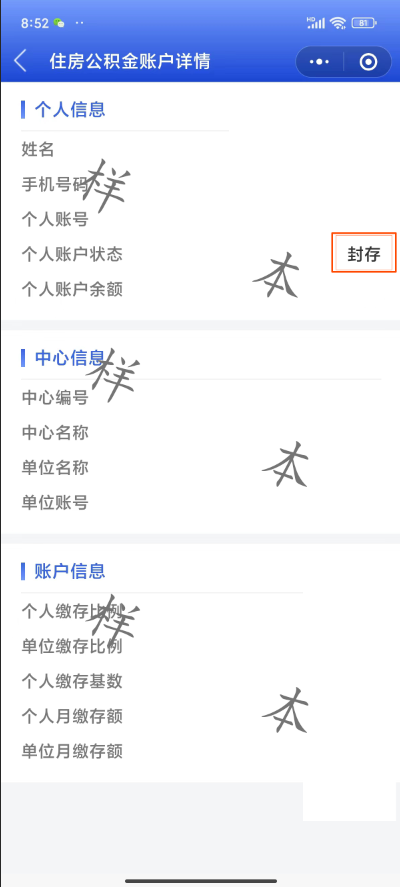 8:52
HD 5G 81
住房公积金账户详情
个人信息
姓名
手机号码
个人账号
个人账户状态
封存
个人账户余额
样本
中心信息
中心编号
中心名称
单位名称
单位账号
样本
账户信息
个人缴存比例
单位缴存比例
个人缴存基数
个人月缴存额
单位月缴存额
样本